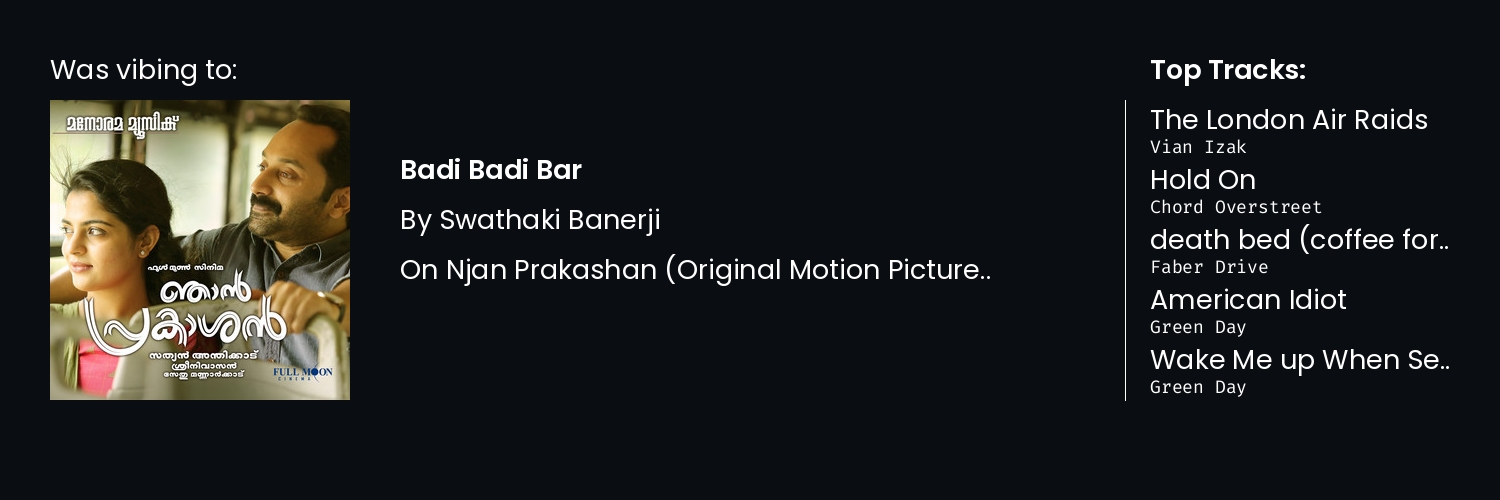 Was vibing to:
മനോരമ മ്യൂസിക്ക്
ഫുൾ മൂൺ സിനിമ
ഞാൻ
പ്രകാശൻ
സത്യൻ അന്തിക്കാട്
ശ്രീനിവാസൻ
സേതു മണ്ണാർക്കാട്
FULL MOON
CINEMA
Badi Badi Bar
By Swathaki Banerji
On Njan Prakashan (Original Motion Picture..
Top Tracks:
The London Air Raids
Vian Izak
Hold On
Chord Overstreet
death bed (coffee for..
Faber Drive
American Idiot
Green Day
Wake Me up When Se..
Green Day